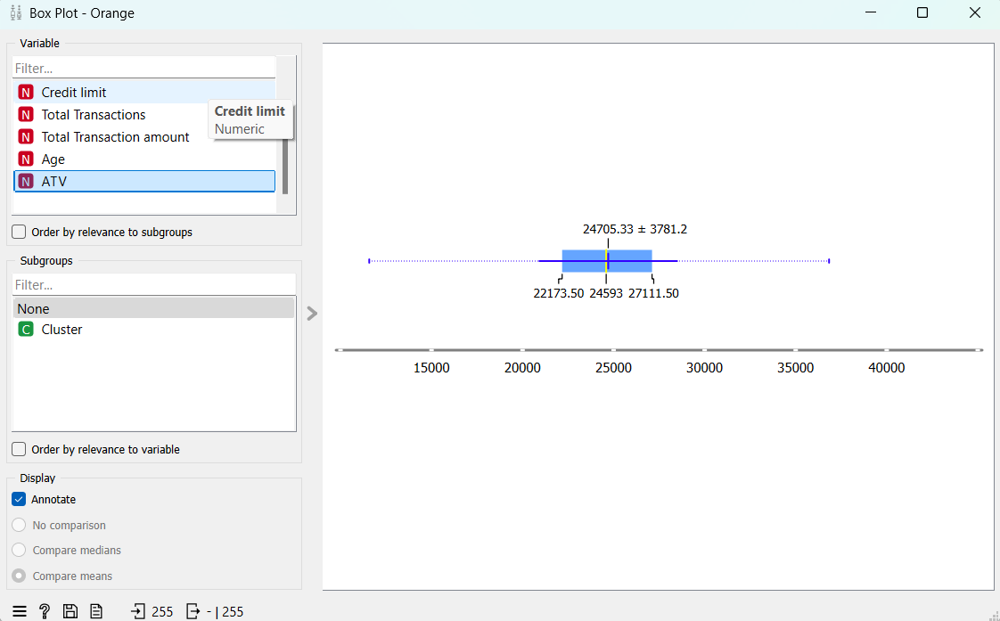 Box Plot - Orange
Variable
Filter...
N Credit limit
N Total Transactions
N Total Transaction amount
N Age
N ATV
Credit limit
Numeric
Order by relevance to subgroups
Subgroups
Filter...
None
C Cluster
Order by relevance to variable
Display
Annotate
No comparison
Compare medians
Compare means
? 255 - | 255
24705.33 ± 3781.2
22173.50 24593 27111.50
15000 20000 25000 30000 35000 40000